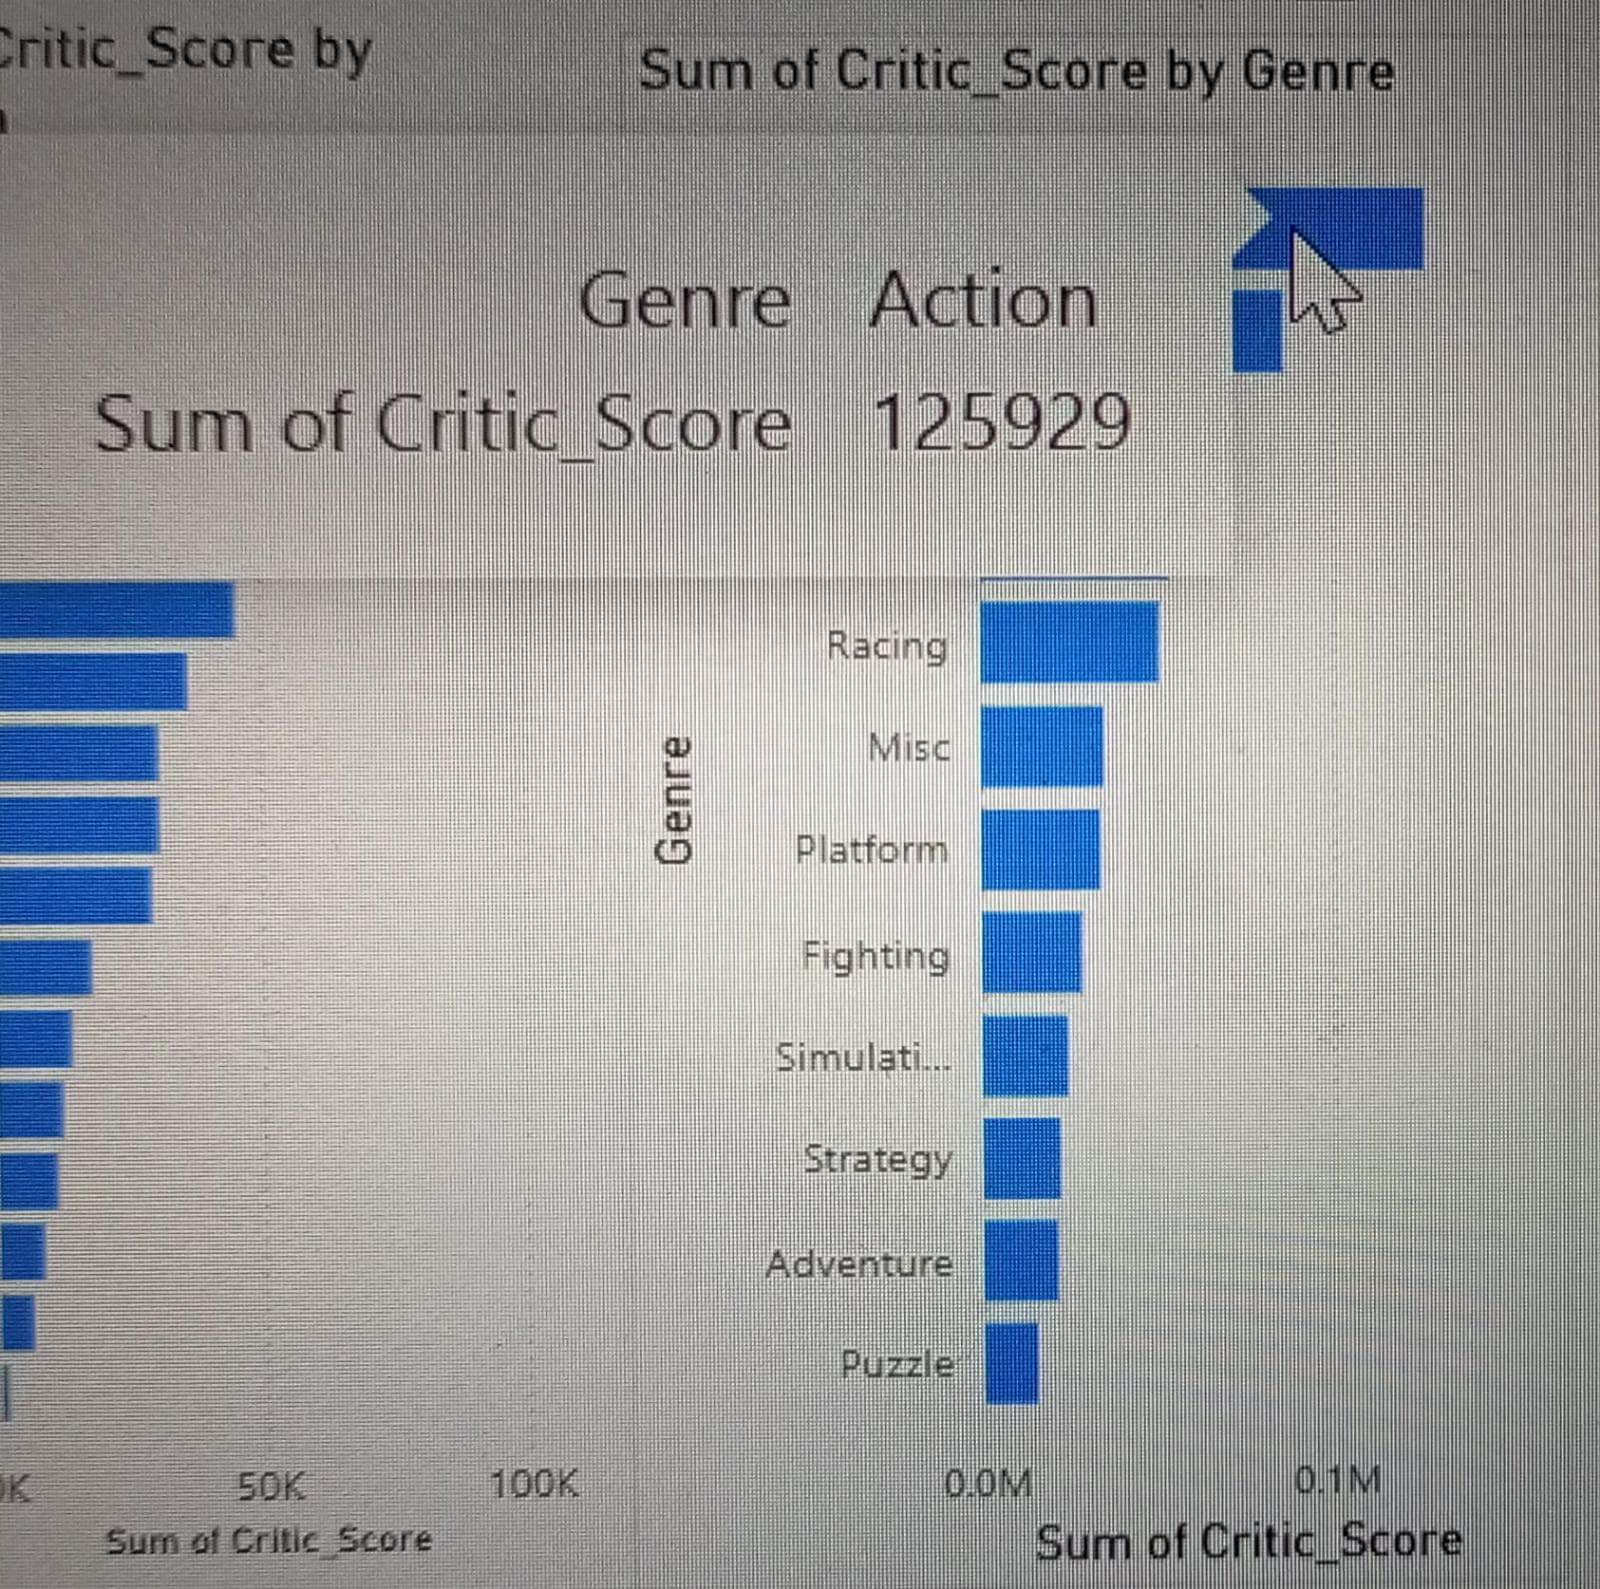 Critic_Score by
Sum of Critic_Score by Genre
Genre Action
Sum of Critic_Score 125929
Racing
Misc
Genre
Platform
Fighting
Simulati...
Strategy
Adventure
Puzzle
50K
100K
0.0M
0.1M
Sum of Critic_Score
Sum of Critic_Score